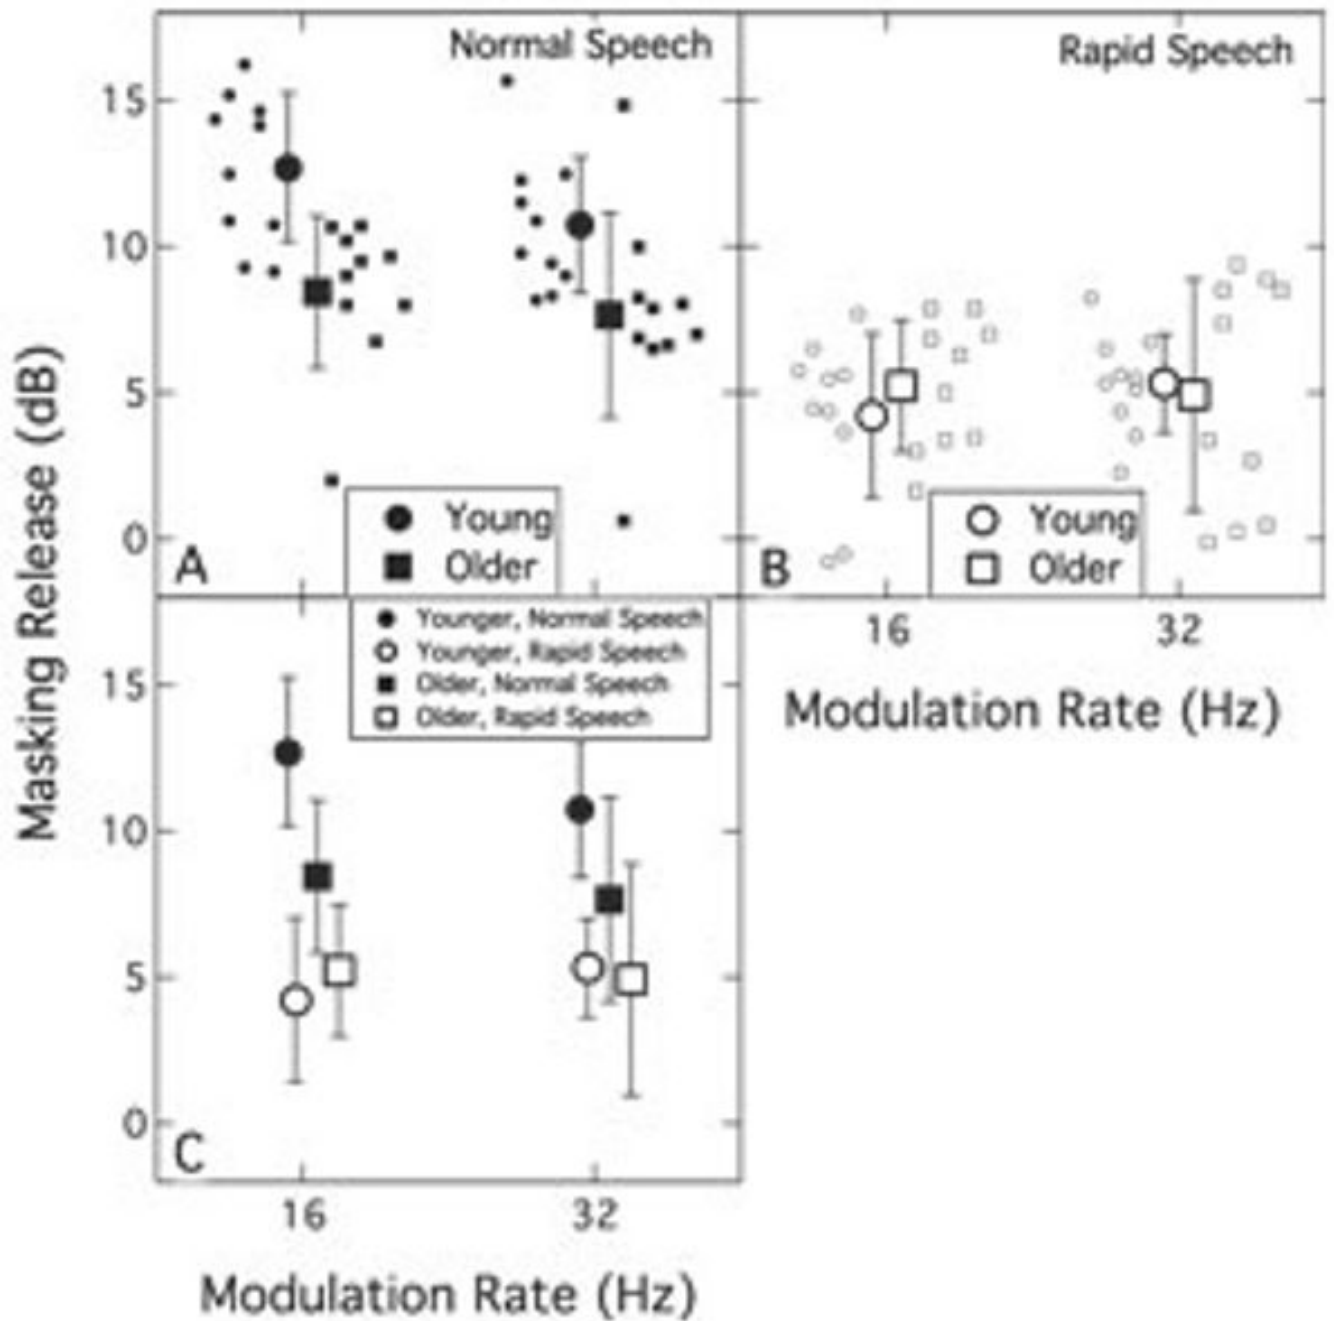 Normal Speech
Rapid Speech
Masking Release (dB)
15
10
5
0
A
Young
Older
B
Young
Older
16
32
Modulation Rate (Hz)
Younger, Normal Speech
Younger, Rapid Speech
Older, Normal Speech
Older, Rapid Speech
15
10
5
0
C
16
32
Modulation Rate (Hz)